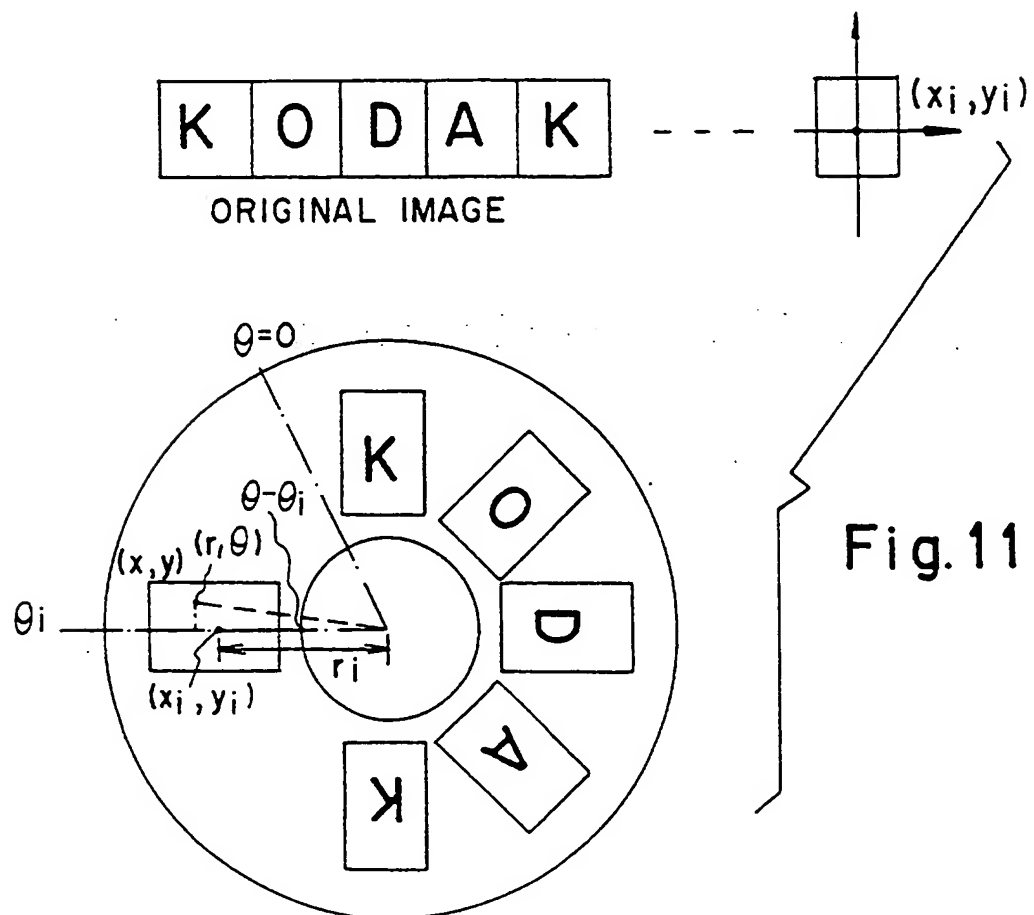 K O D A K
(xi, yi)
ORIGINAL IMAGE
θ=0
K
O
θ-θi
(r, θ)
(x, y)
Fig. 11
D
θi
ri
(xi, yi)
A
K